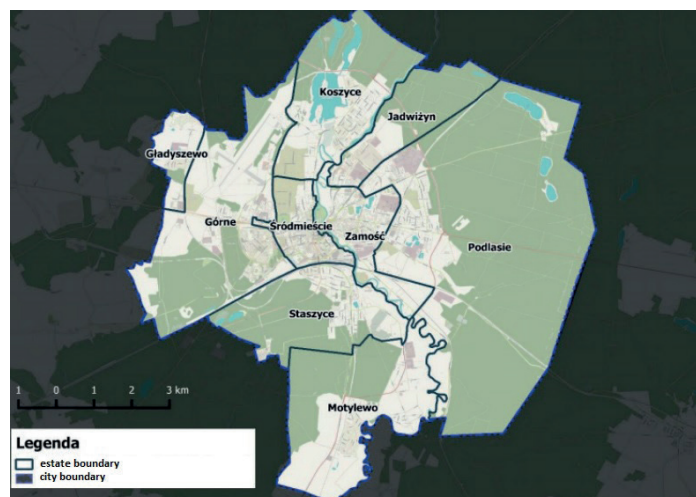 Koszyce
Jadwiżyn
Gładyszewo
Górne
Śródmieście
Zamość
Podlasie
Staszyce
Motylewo
1 0 1 2 3 km
Legenda
estate boundary
city boundary